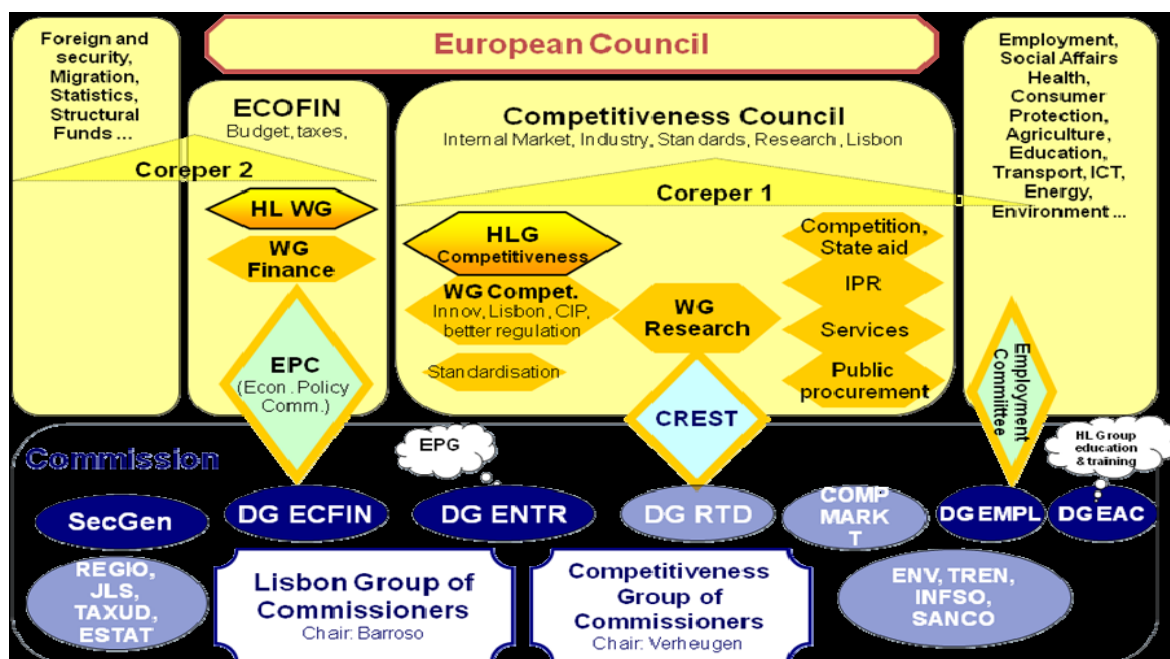 European Council
Foreign and
security,
Migration,
Statistics,
Structural
Funds ...
ECOFIN
Budget, taxes,
Competitiveness Council
Internal Market, Industry, Standards, Research, Lisbon
Employment,
Social Affairs
Health,
Consumer
Protection,
Agriculture,
Education,
Transport, ICT,
Energy,
Environment ...
Coreper 2
Coreper 1
HL WG
WG
Finance
EPC
(Econ. Policy
Comm.)
HLG
Competitiveness
WG Compet.
Innov, Lisbon, CIP,
better regulation
Standardisation
WG
Research
CREST
Competition,
State aid
IPR
Services
Public
procurement
Employment
Committee
Commission
EPG
HL Group
education
& training
SecGen
DG ECFIN
DG ENTR
DG RTD
COMP
MARK
T
DG EMPL
DG EAC
REGIO,
JLS,
TAXUD,
ESTAT
Lisbon Group of
Commissioners
Chair: Barroso
Competitiveness
Group of
Commissioners
Chair: Verheugen
ENV, TREN,
INFSO,
SANCO